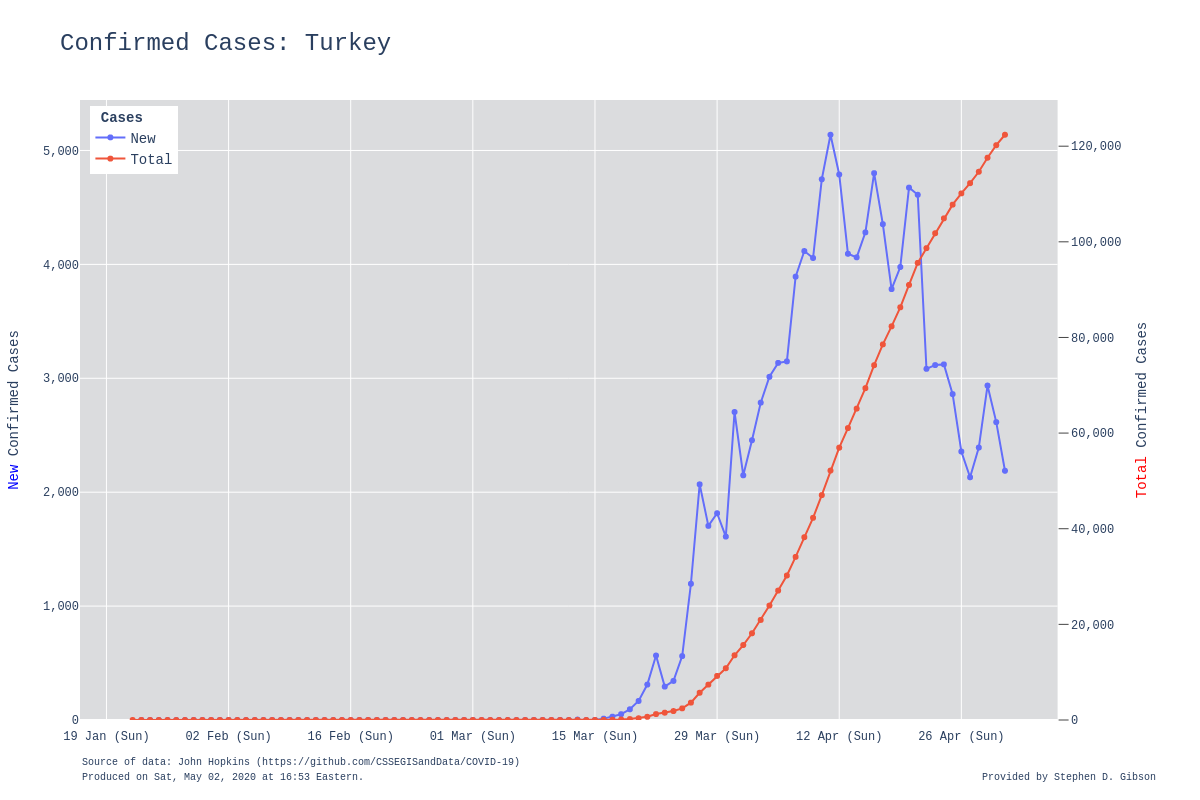 Confirmed Cases: Turkey
Cases
New
Total
5,000
4,000
3,000
2,000
1,000
0
120,000
100,000
80,000
60,000
40,000
20,000
0
New Confirmed Cases
Total Confirmed Cases
19 Jan (Sun) 02 Feb (Sun) 16 Feb (Sun) 01 Mar (Sun) 15 Mar (Sun) 29 Mar (Sun) 12 Apr (Sun) 26 Apr (Sun)
Source of data: John Hopkins (https://github.com/CSSEGISandData/COVID-19)
Produced on Sat, May 02, 2020 at 16:53 Eastern.
Provided by Stephen D. Gibson